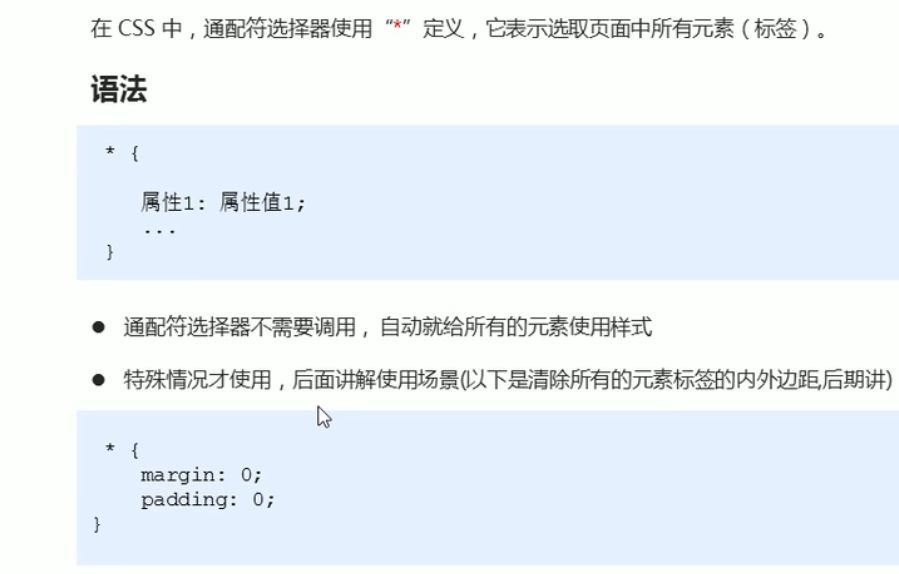 在 CSS 中，通配符选择器使用“*”定义，它表示选取页面中所有元素（标签）。
语法
* {
属性1: 属性值1;
...
}
● 通配符选择器不需要调用， 自动就给所有的元素使用样式
● 特殊情况才使用，后面讲解使用场景(以下是清除所有的元素标签的内外边距,后期讲)
* {
margin: 0;
padding: 0;
}